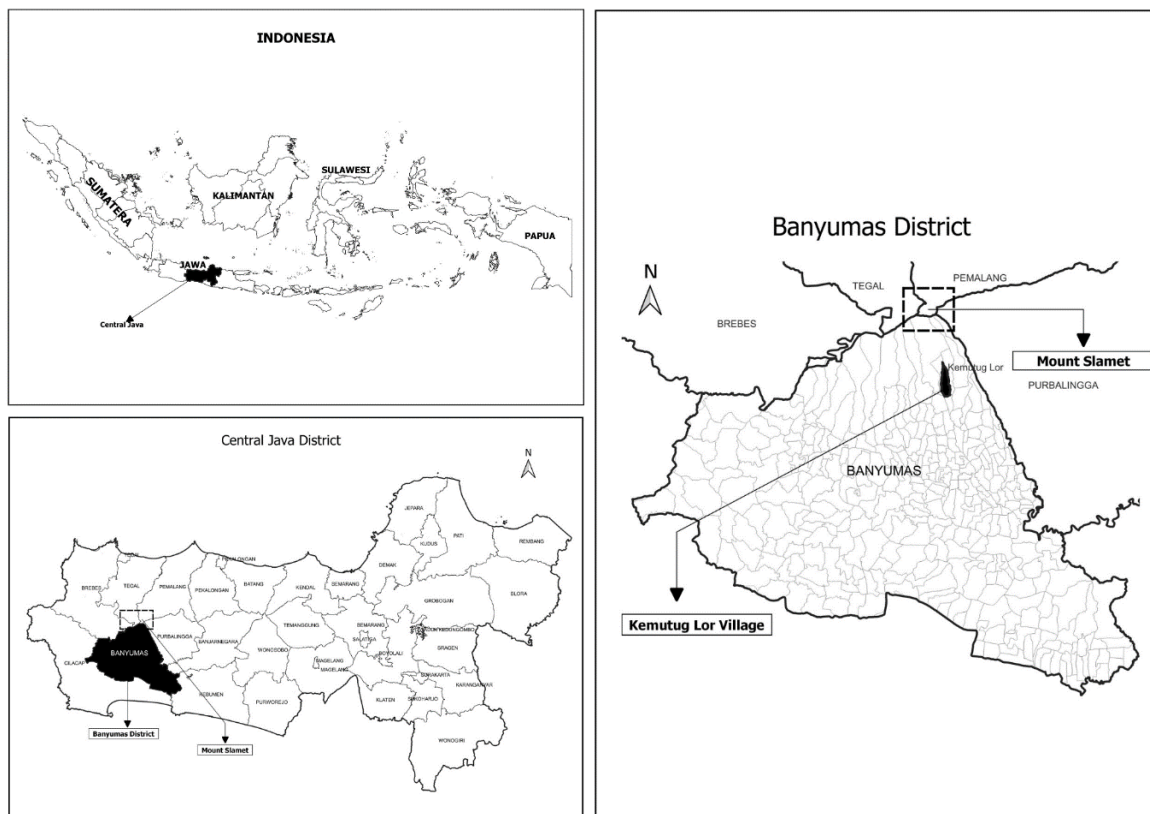 INDONESIA
SUMATERA
KALIMANTAN
SULAWESI
PAPUA
JAWA
Central Java
Central Java District
N
JEPARA
PATI
KUDUS
REMBANG
DEMAK
BREBES
TEGAL
PEMALANG
PEKALONGAN
PEKALONGAN
BATANG
KENDAL
SEMARANG
GROBOGAN
BLORA
PURBALINGGA
BANJARNEGARA
TEMANGGUNG
SEMARANG
SALATIGA
BOYOLALI
SRAGEN
CILACAP
BANYUMAS
WONOSOBO
MAGELANG
MAGELANG
SURAKARTA
KARANGANYAR
KEBUMEN
PURWOREJO
KLATEN
SUKOHARJO
WONOGIRI
Banyumas District
Mount Slamet
Banyumas District
N
TEGAL
PEMALANG
BREBES
Mount Slamet
Kemutug Lor
PURBALINGGA
BANYUMAS
Kemutug Lor Village